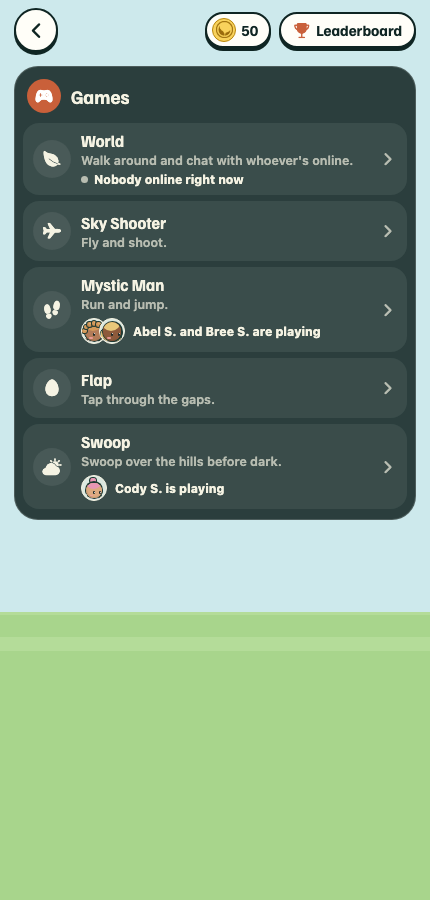 50
Leaderboard
Games
World
Walk around and chat with whoever's online.
Nobody online right now
Sky Shooter
Fly and shoot.
Mystic Man
Run and jump.
Abel S. and Bree S. are playing
Flap
Tap through the gaps.
Swoop
Swoop over the hills before dark.
Cody S. is playing